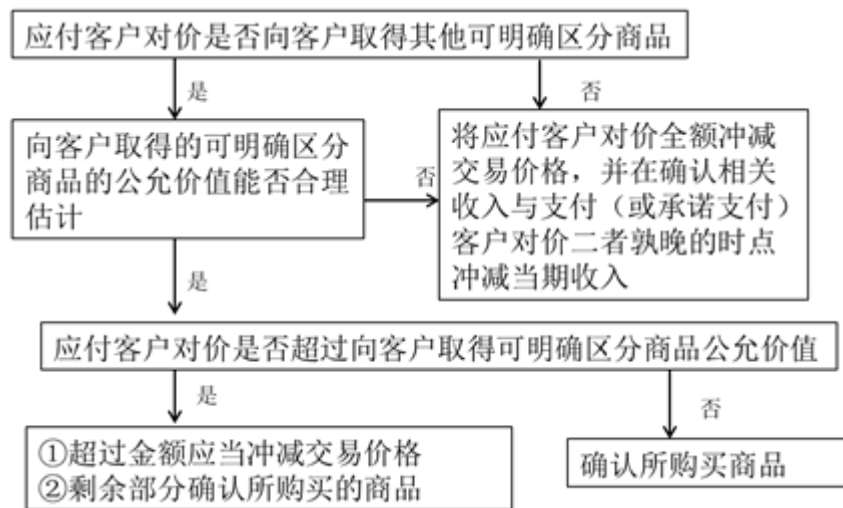 应付客户对价是否向客户取得其他可明确区分商品
是
否
向客户取得的可明确区分
商品的公允价值能否合理
估计
否
将应付客户对价全额冲减
交易价格，并在确认相关
收入与支付（或承诺支付）
客户对价二者孰晚的时点
冲减当期收入
是
应付客户对价是否超过向客户取得可明确区分商品公允价值
是
否
①超过金额应当冲减交易价格
②剩余部分确认所购买的商品
确认所购买商品